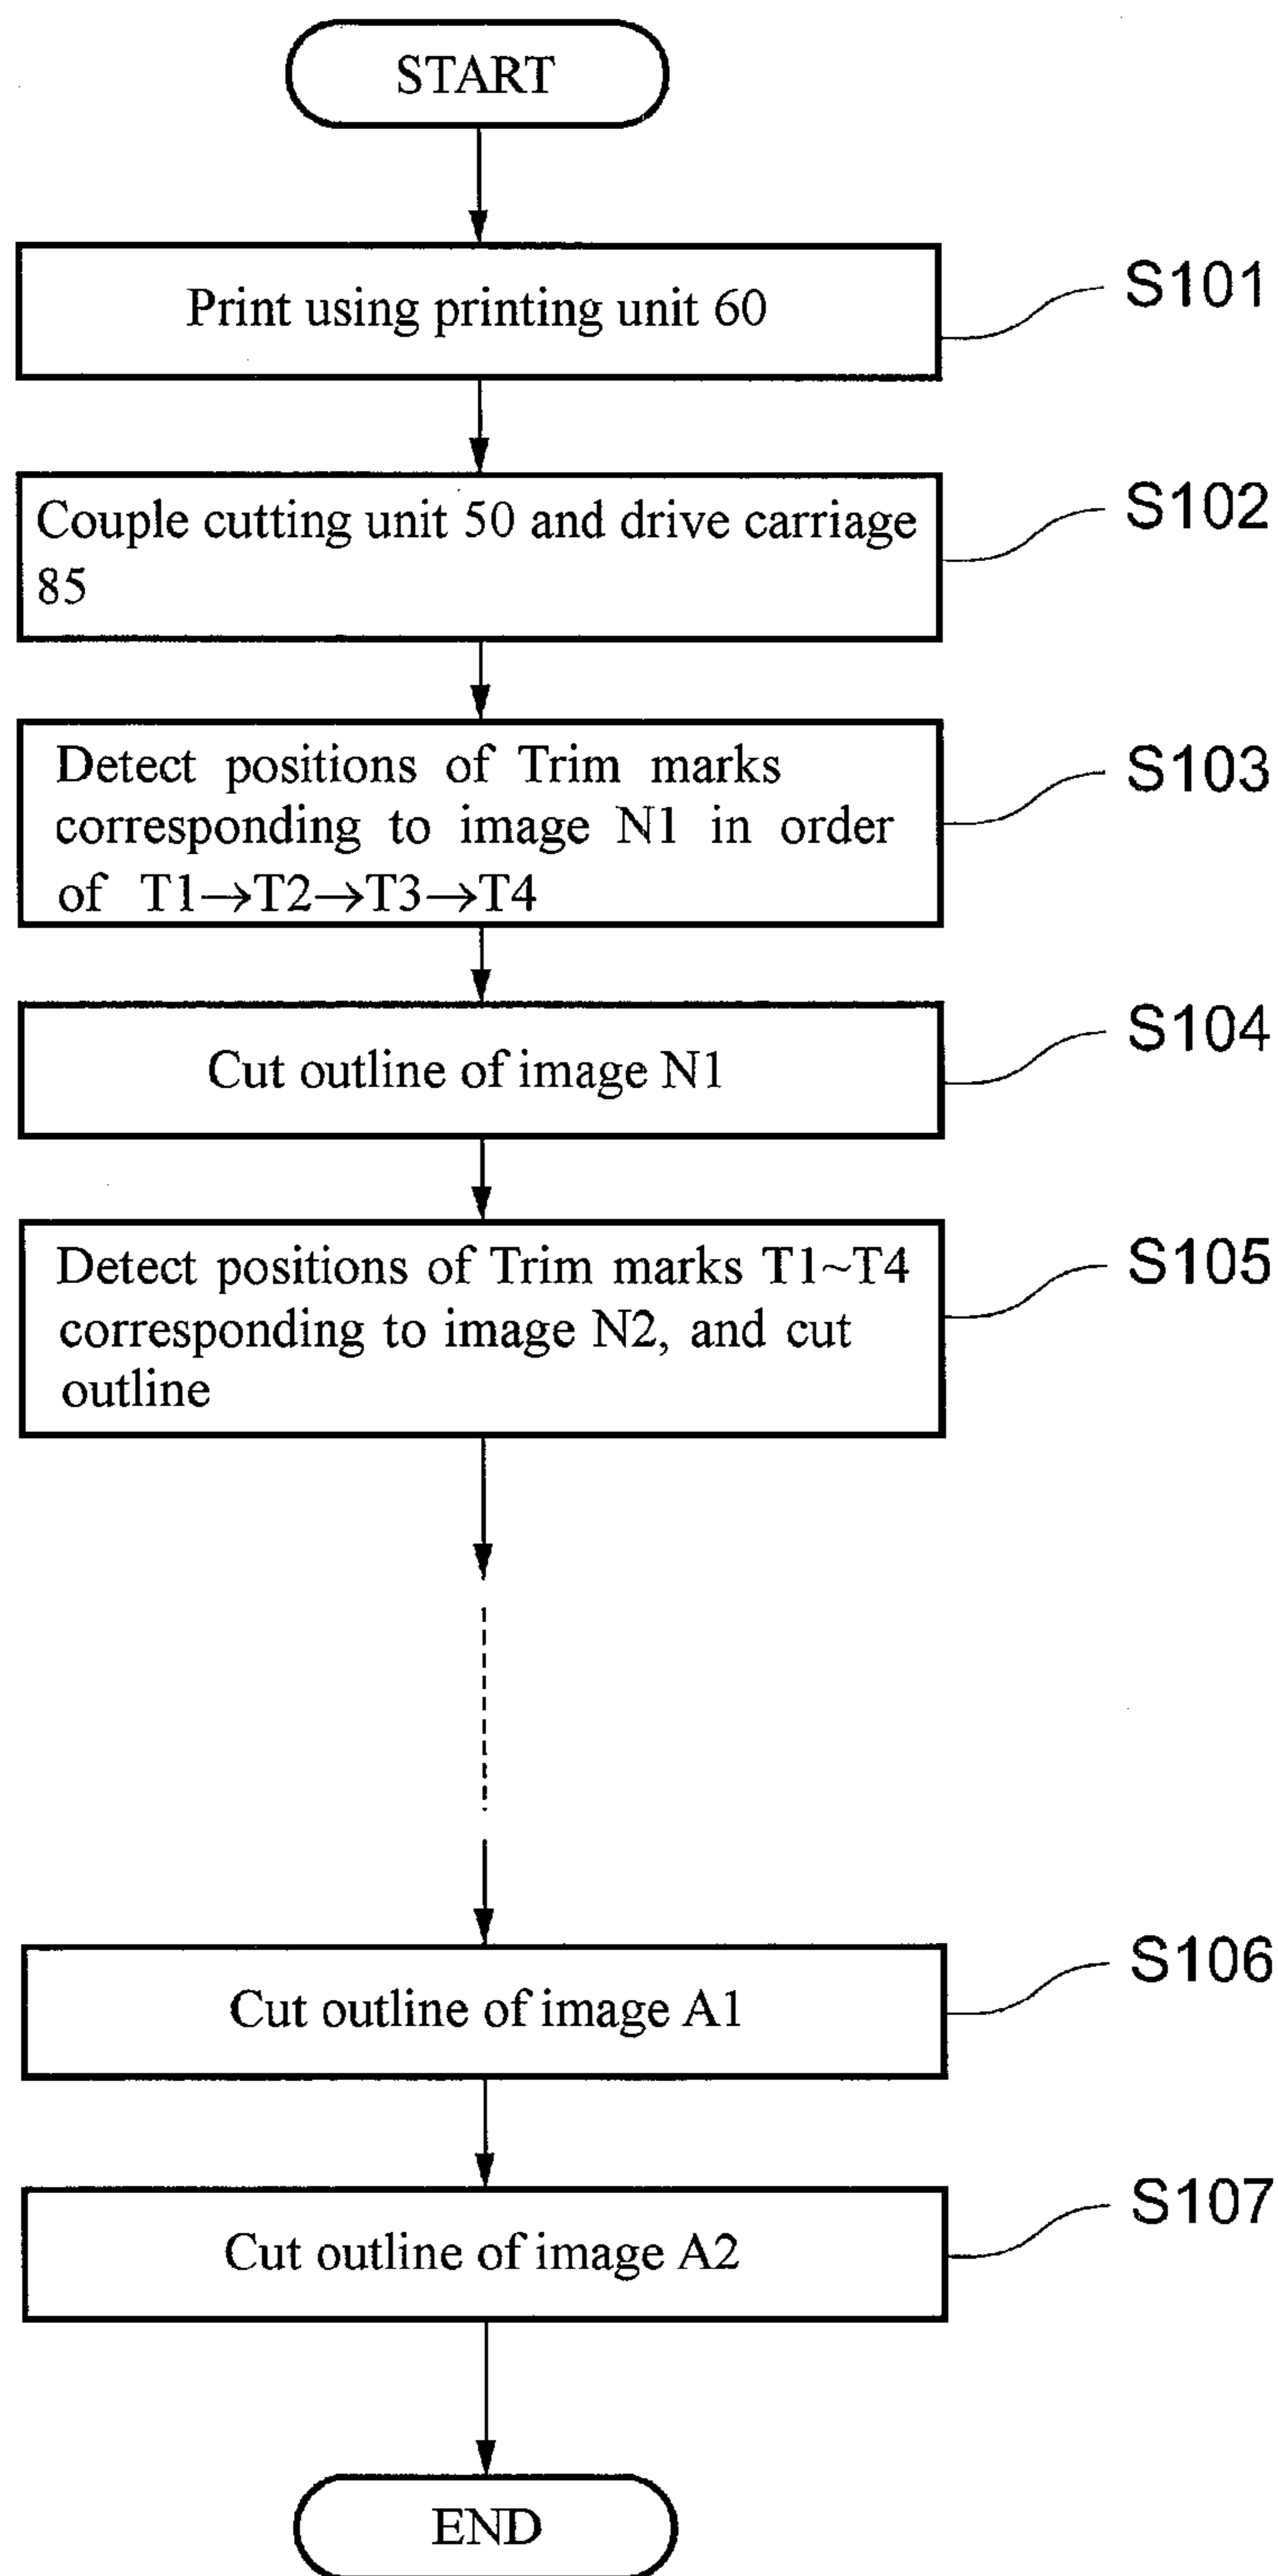 START
Print using printing unit 60
S101
Couple cutting unit 50 and drive carriage
85
S102
Detect positions of Trim marks
corresponding to image N1 in order
of T1→T2→T3→T4
S103
Cut outline of image N1
S104
Detect positions of Trim marks T1~T4
corresponding to image N2, and cut
outline
S105
Cut outline of image A1
S106
Cut outline of image A2
S107
END